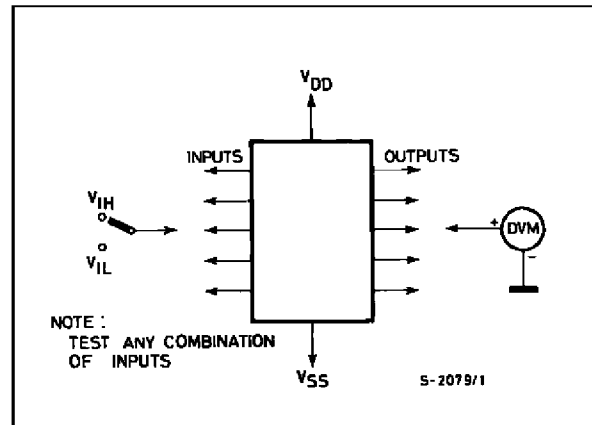 VDD
INPUTS
OUTPUTS
VIH
VIL
+
DVM
-
NOTE :
TEST ANY COMBINATION
OF INPUTS
VSS
S-2079/1